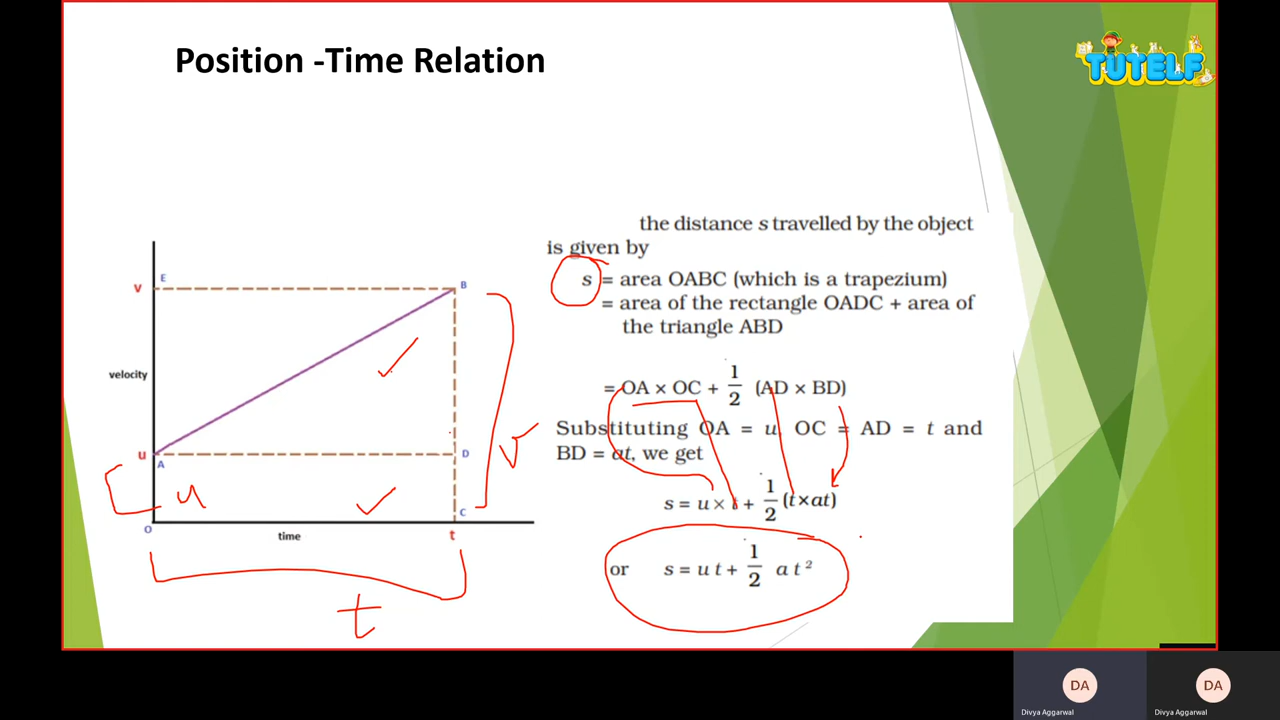 Position -Time Relation
TUTELF
the distance s travelled by the object
is given by
s = area OABC (which is a trapezium)
= area of the rectangle OADC + area of
the triangle ABD
= OA × OC + 1/2 (AD × BD)
Substituting OA = u, OC = AD = t and
BD = at, we get
s = u × t + 1/2 (t × at)
or s = u t + 1/2 a t²
v E B
velocity
u A D
u
v
O C
time t
t
DA DA
Divya Aggarwal Divya Aggarwal